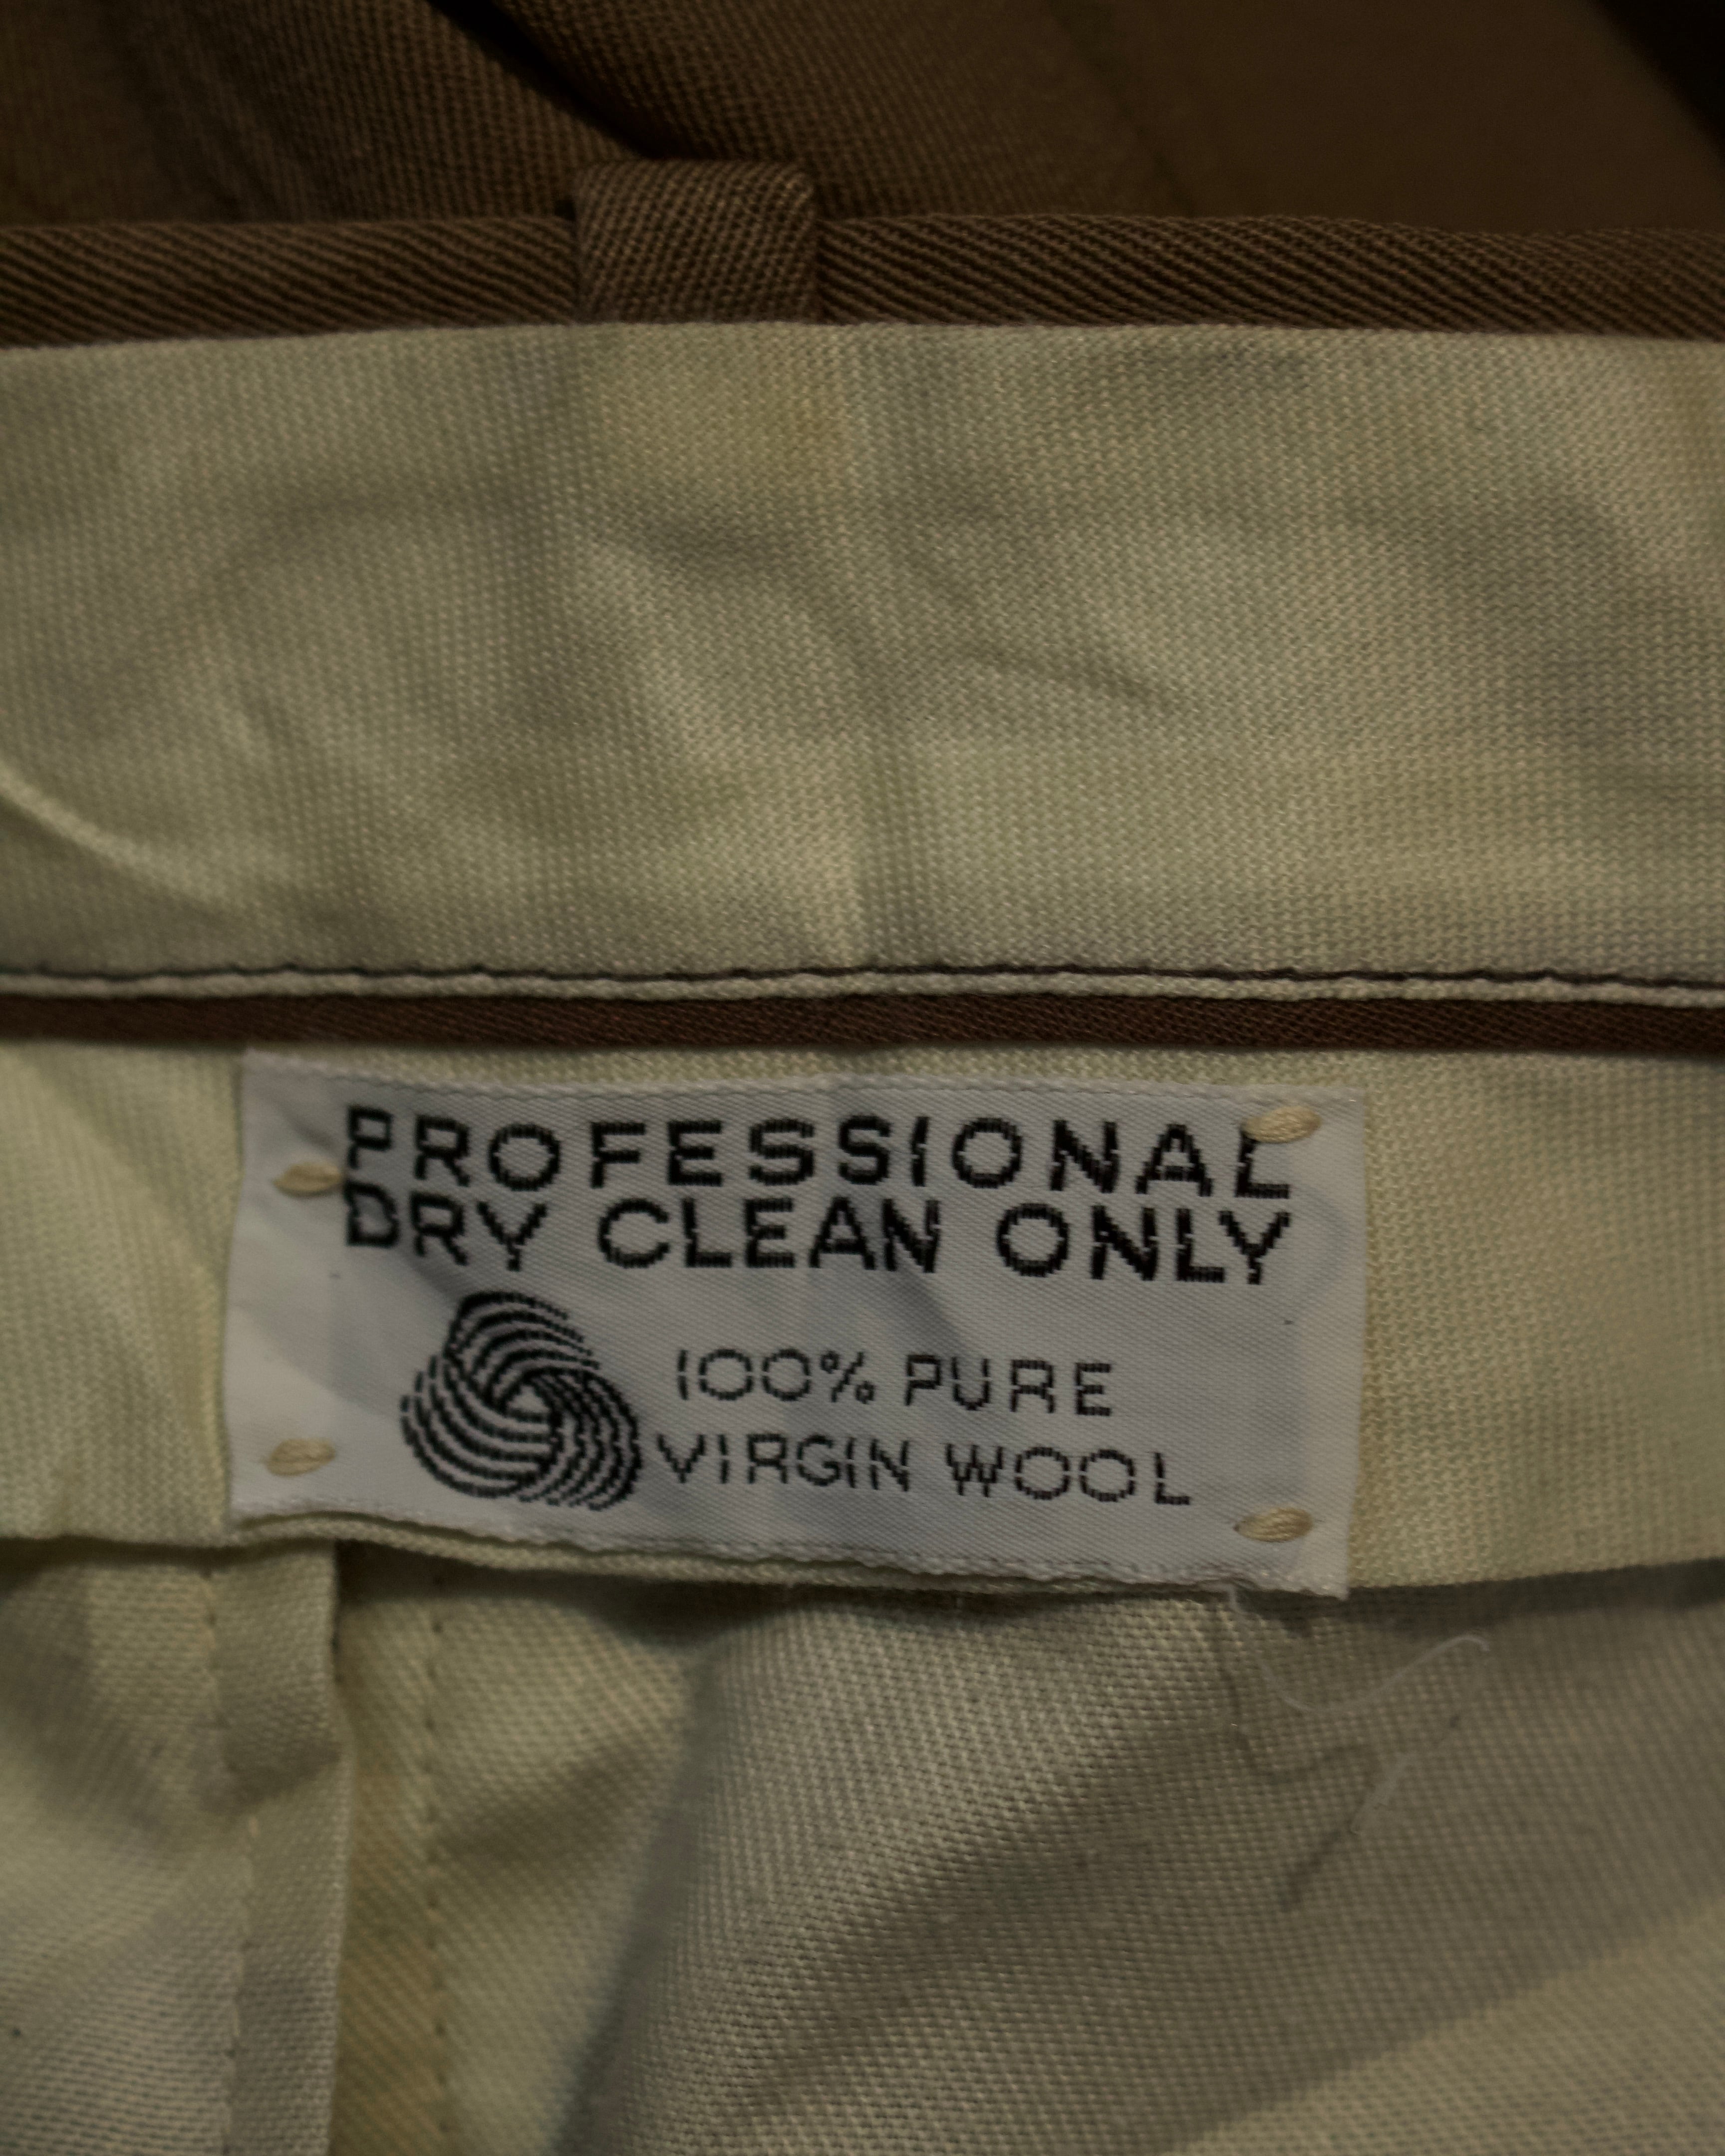 PROFESSIONAL
DRY CLEAN ONLY
100% PURE
VIRGIN WOOL